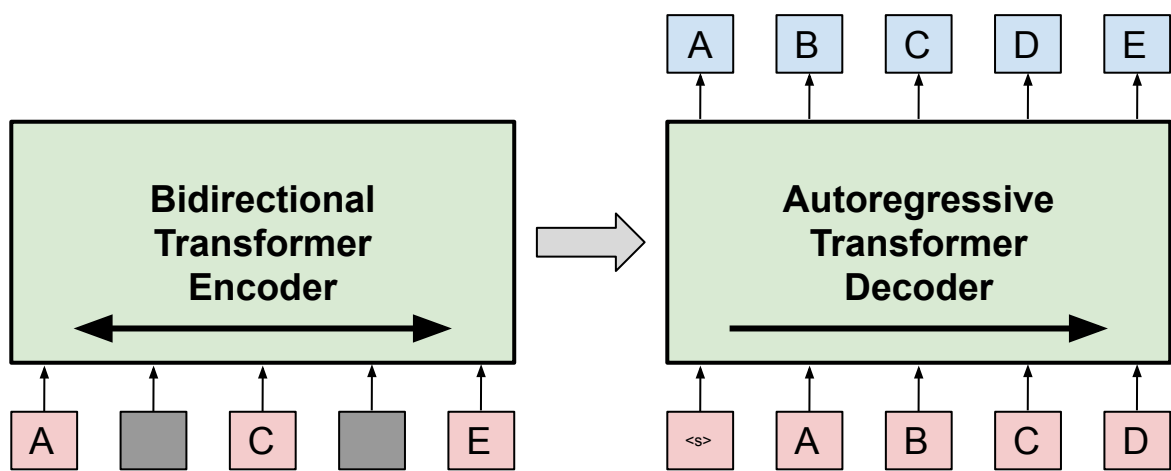 A B C D E
Bidirectional
Transformer
Encoder
Autoregressive
Transformer
Decoder
A C E
<s> A B C D